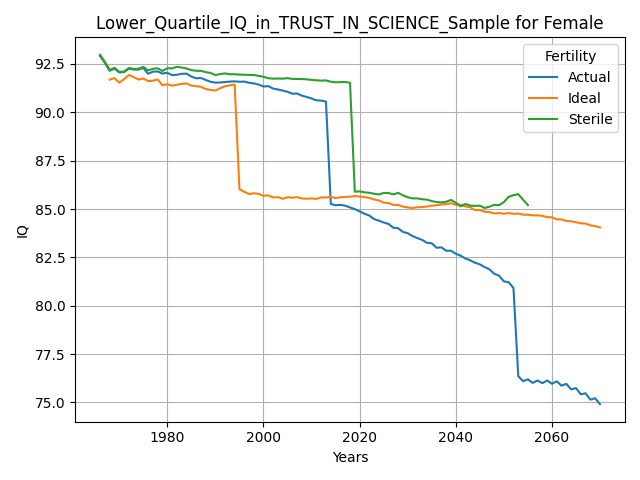 Lower_Quartile_IQ_in_TRUST_IN_SCIENCE_Sample for Female
Fertility
Actual
Ideal
Sterile
IQ
92.5
90.0
87.5
85.0
82.5
80.0
77.5
75.0
1980 2000 2020 2040 2060
Years